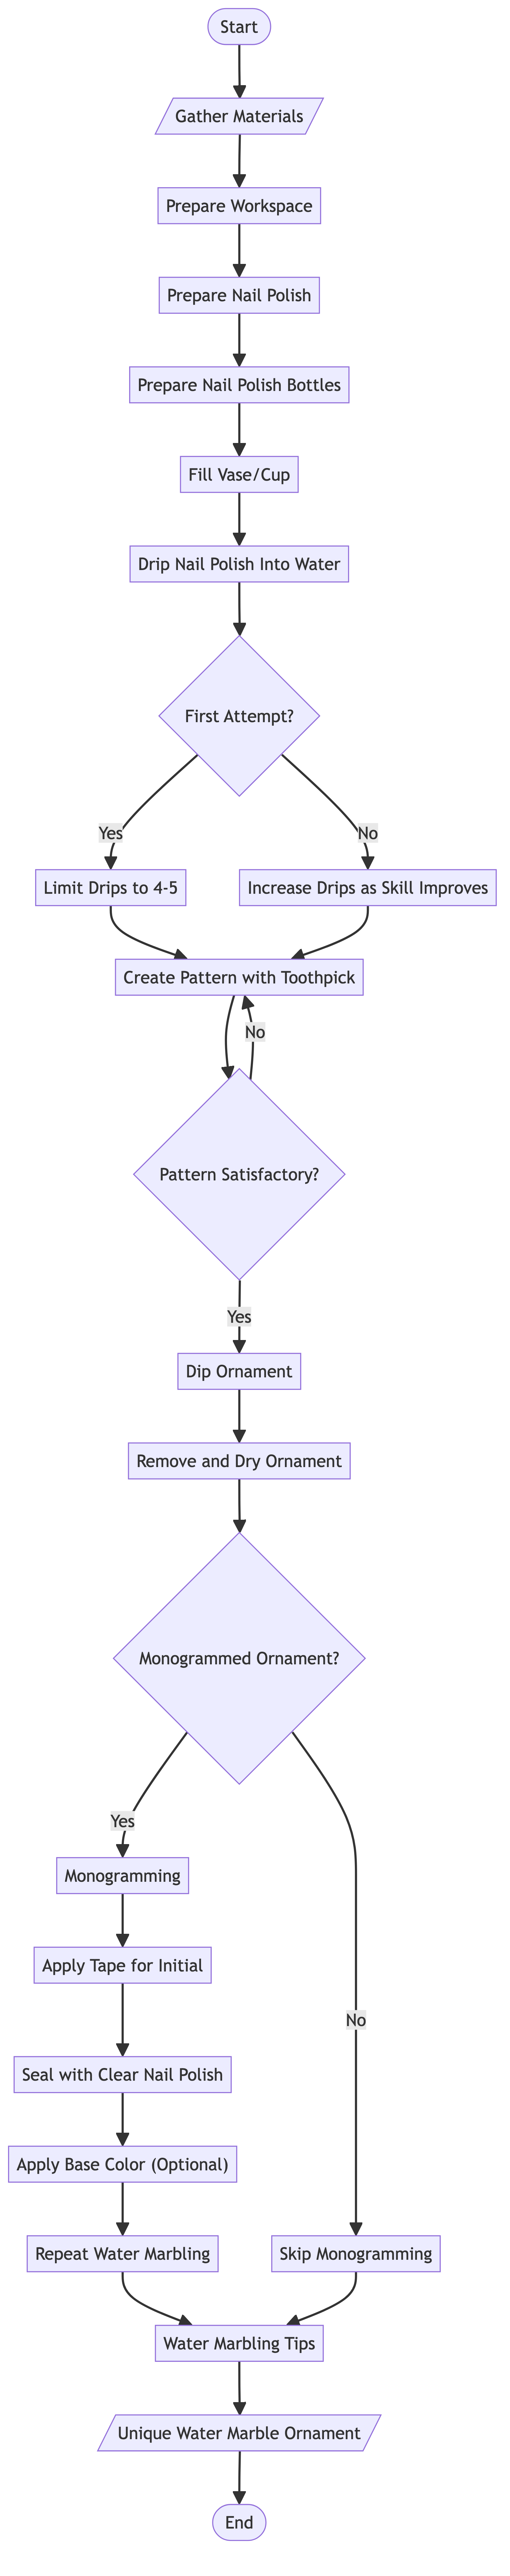 Start
Gather Materials
Prepare Workspace
Prepare Nail Polish
Prepare Nail Polish Bottles
Fill Vase/Cup
Drip Nail Polish Into Water
First Attempt?
Yes
No
Limit Drips to 4-5
Increase Drips as Skill Improves
Create Pattern with Toothpick
No
Pattern Satisfactory?
Yes
Dip Ornament
Remove and Dry Ornament
Monogrammed Ornament?
Yes
Monogramming
Apply Tape for Initial
No
Seal with Clear Nail Polish
Apply Base Color (Optional)
Repeat Water Marbling
Skip Monogramming
Water Marbling Tips
Unique Water Marble Ornament
End